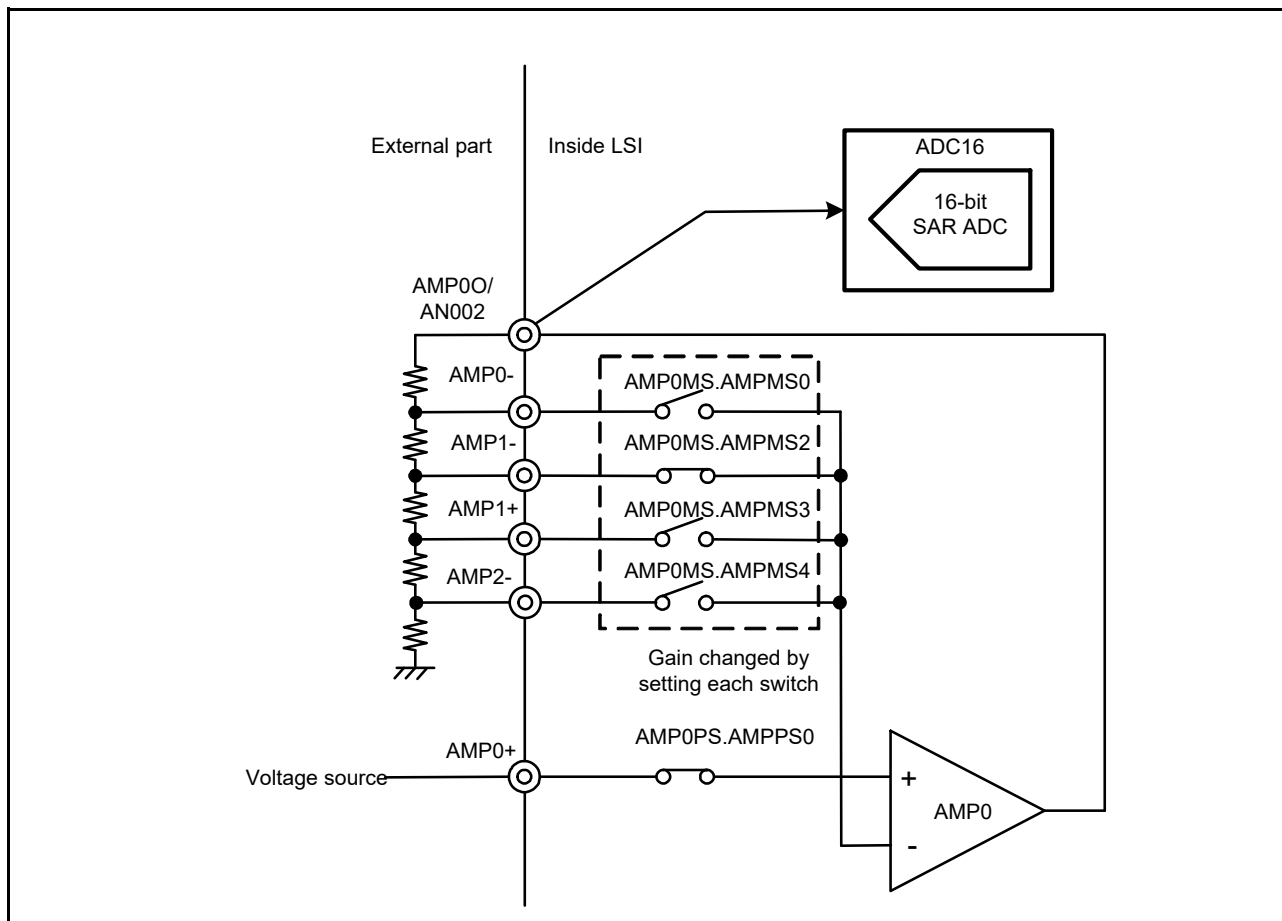 External part
Inside LSI
ADC16
16-bit
SAR ADC
AMP0O/
AN002
AMP0-
AMP0MS.AMPMS0
AMP1-
AMP0MS.AMPMS2
AMP1+
AMP0MS.AMPMS3
AMP2-
AMP0MS.AMPMS4
Gain changed by
setting each switch
AMP0+
AMP0PS.AMPPS0
Voltage source
+
AMP0
-